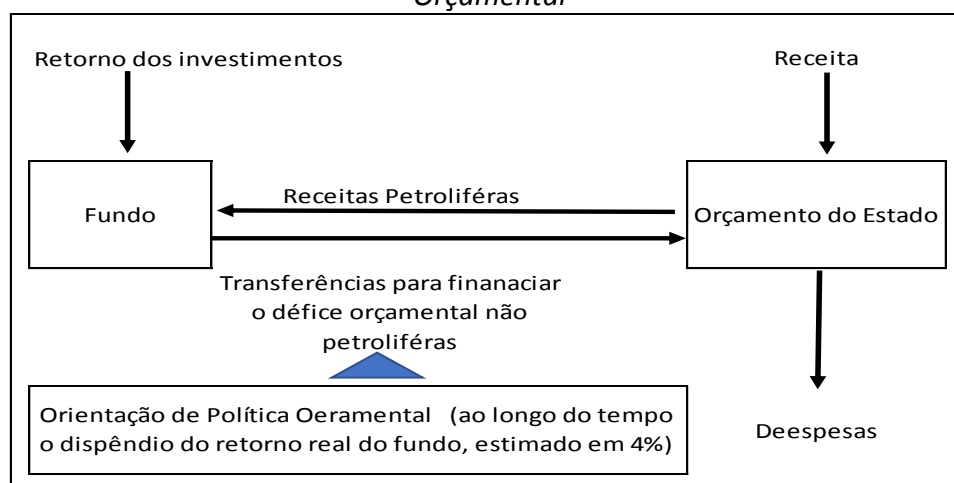 Orçamental
Retorno dos investimentos
Receita
Fundo
Receitas Petroliféras
Orçamento do Estado
Transferências para finanaciar
o défice orçamental não
petroliféras
Orientação de Política Oeramental (ao longo do tempo
o dispêndio do retorno real do fundo, estimado em 4%)
Deespesas